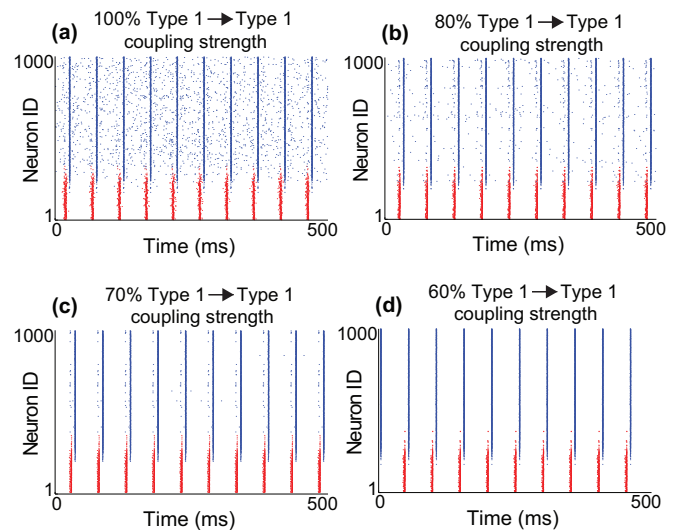 (a) 100% Type 1 → Type 1
coupling strength
1000
Neuron ID
1
0
500
Time (ms)
(b) 80% Type 1 → Type 1
coupling strength
1000
Neuron ID
1
0
500
Time (ms)
(c) 70% Type 1 → Type 1
coupling strength
1000
Neuron ID
1
0
500
Time (ms)
(d) 60% Type 1 → Type 1
coupling strength
1000
Neuron ID
1
0
500
Time (ms)